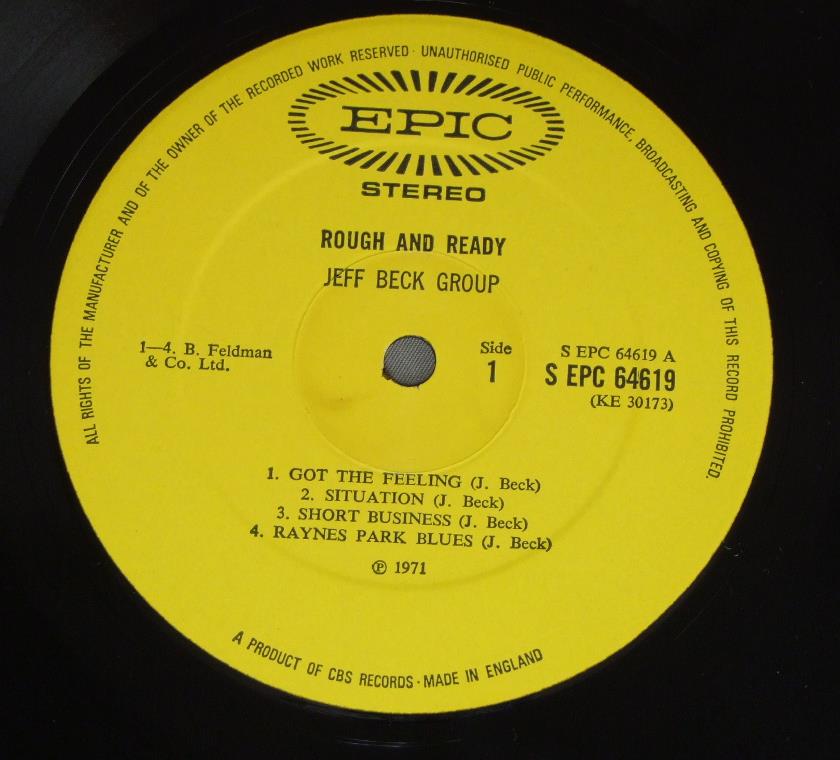 ALL RIGHTS OF THE MANUFACTURER AND OF THE OWNER OF THE RECORDED WORK RESERVED · UNAUTHORISED PUBLIC PERFORMANCE, BROADCASTING AND COPYING OF THIS RECORD PROHIBITED.
EPIC
STEREO
ROUGH AND READY
JEFF BECK GROUP
1—4. B. Feldman
& Co. Ltd.
Side
1
S EPC 64619 A
S EPC 64619
(KE 30173)
1. GOT THE FEELING (J. Beck)
2. SITUATION (J. Beck)
3. SHORT BUSINESS (J. Beck)
4. RAYNES PARK BLUES (J. Beck)
℗ 1971
A PRODUCT OF CBS RECORDS · MADE IN ENGLAND